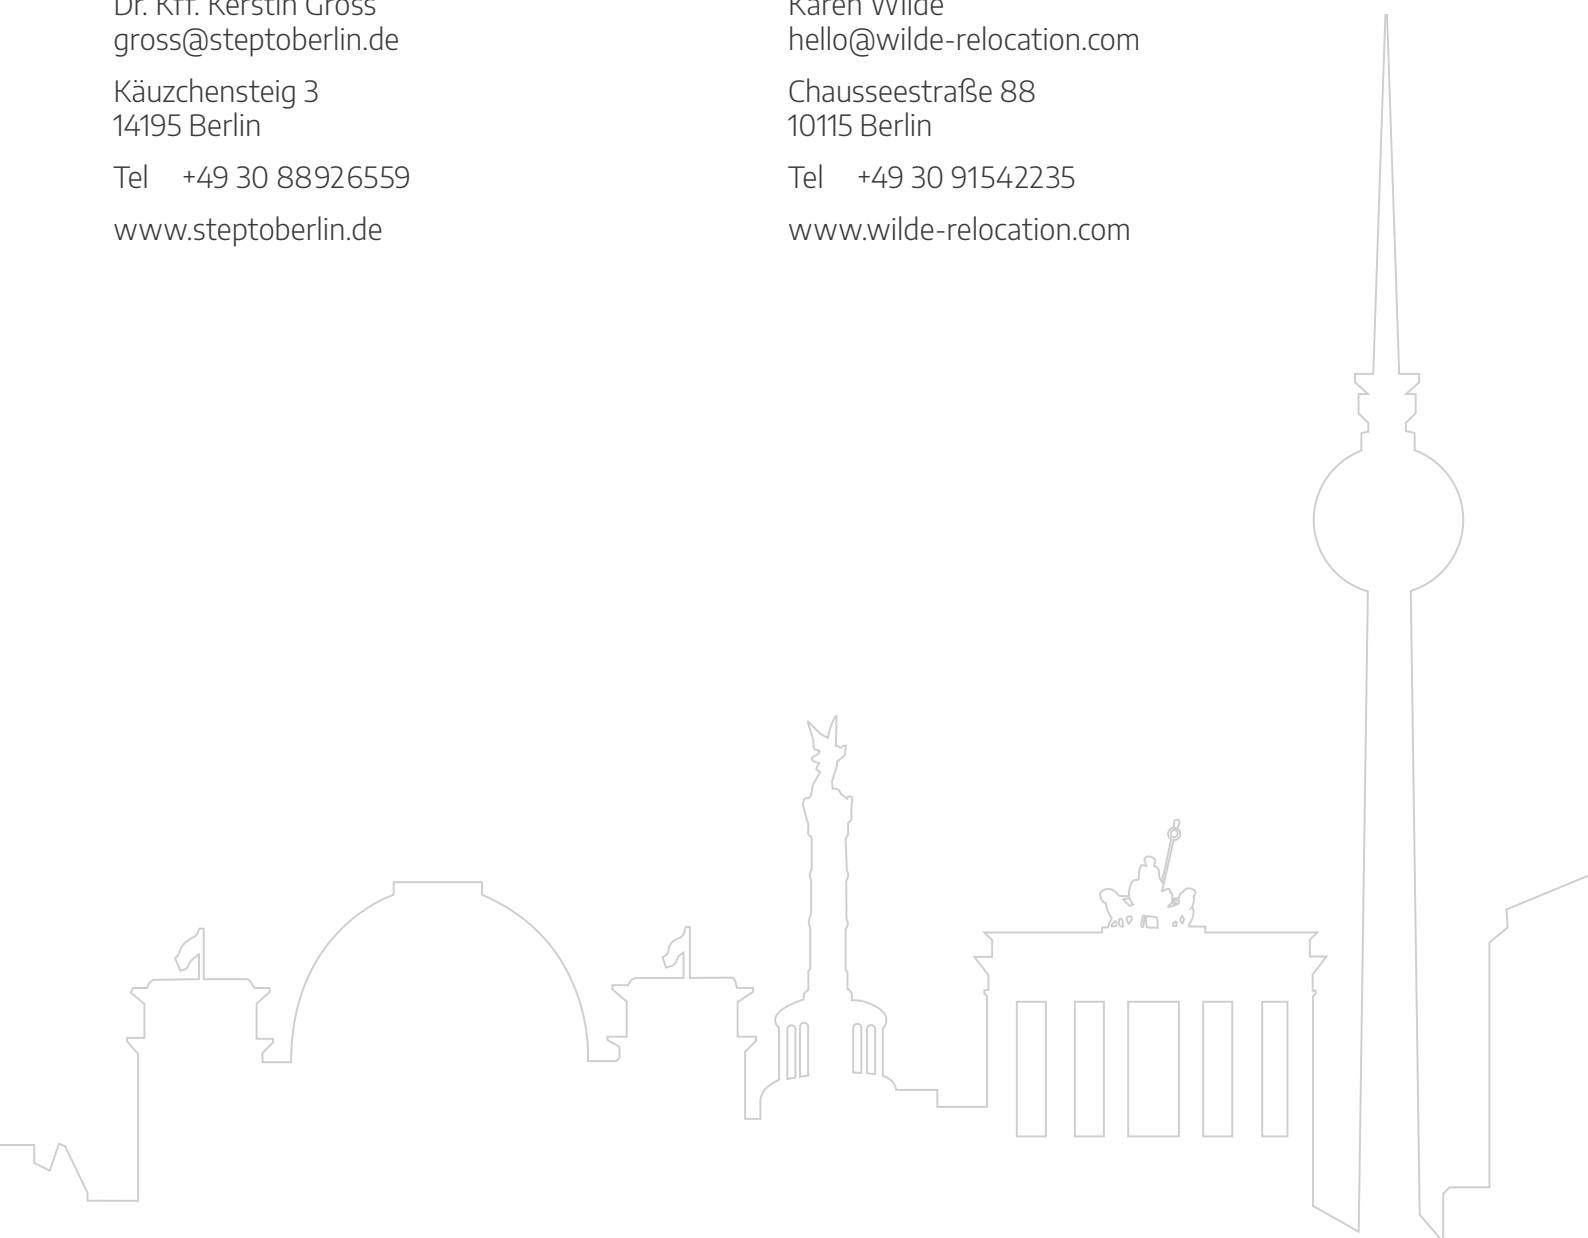 Dr. Kff. Kerstin Gross
gross@steptoberlin.de
Käuzchensteig 3
14195 Berlin
Tel +49 30 88926559
www.steptoberlin.de
Karen Wilde
hello@wilde-relocation.com
Chausseestraße 88
10115 Berlin
Tel +49 30 91542235
www.wilde-relocation.com